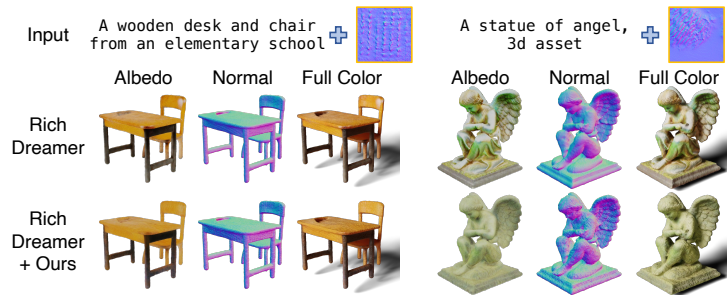 Input
A wooden desk and chair
from an elementary school
A statue of angel,
3d asset
Albedo Normal Full Color Albedo Normal Full Color
Rich
Dreamer
Rich
Dreamer
+ Ours